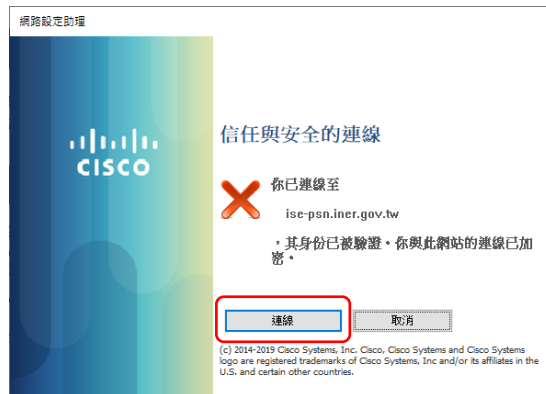 網路設定助理
CISCO
信任與安全的連線
你已連線至
ise-psn.iner.gov.tw
,其身份已被驗證。你與此網站的連線已加
密。
連線
取消
(c) 2014-2019 Cisco Systems, Inc. Cisco, Cisco Systems and Cisco Systems
logo are registered trademarks of Cisco Systems, Inc and/or its affiliates in the
U.S. and certain other countries.